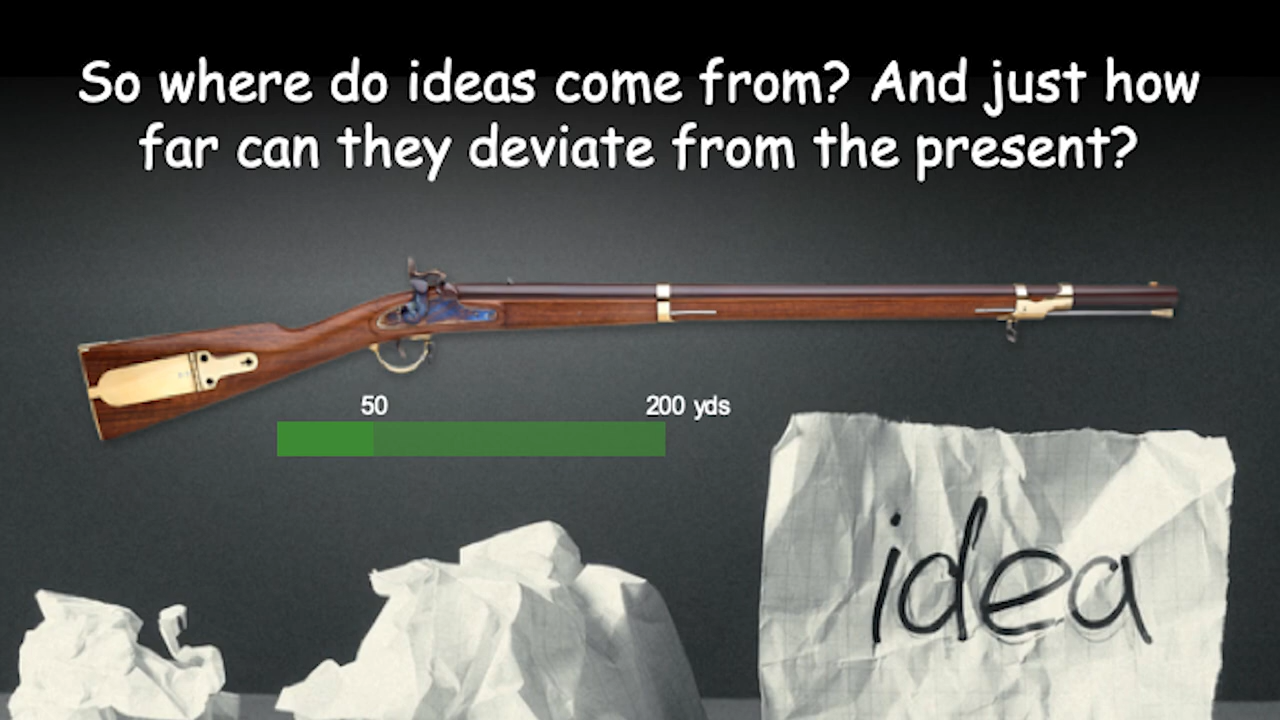 So where do ideas come from? And just how
far can they deviate from the present?
50 200 yds
idea